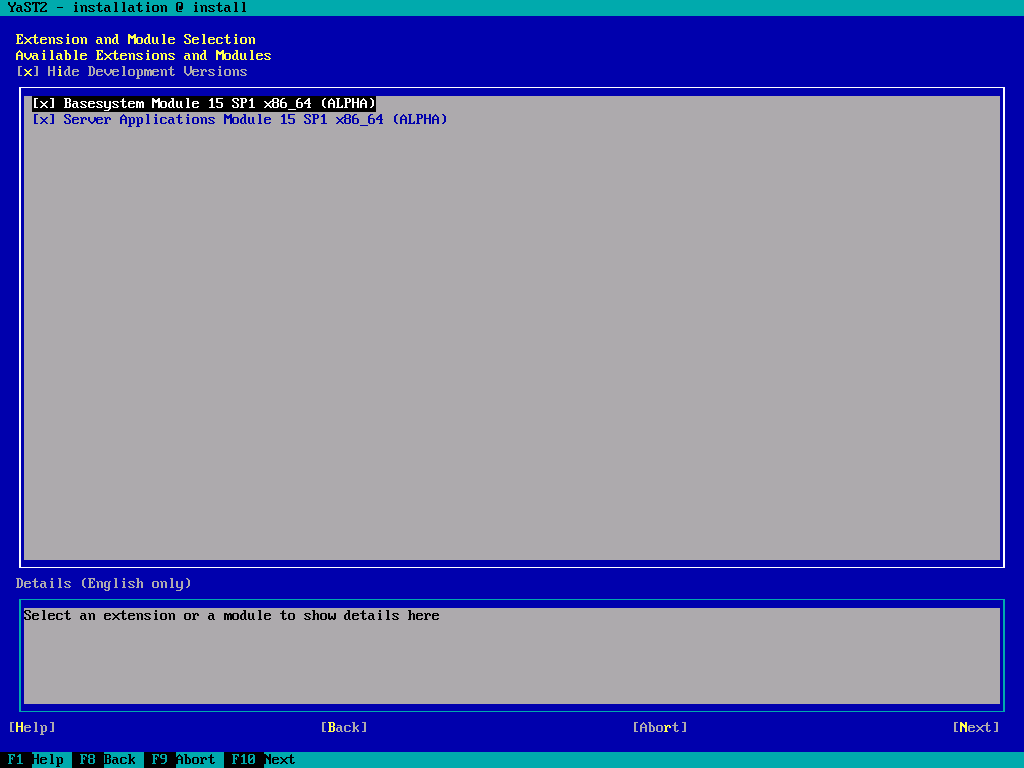 YaST2 - installation @ install
Extension and Module Selection
Available Extensions and Modules
[x] Hide Development Versions
[x] Basesystem Module 15 SP1 x86_64 (ALPHA)
[x] Server Applications Module 15 SP1 x86_64 (ALPHA)
Details (English only)
Select an extension or a module to show details here
[Help] [Back] [Abort] [Next]
F1 Help F8 Back F9 Abort F10 Next